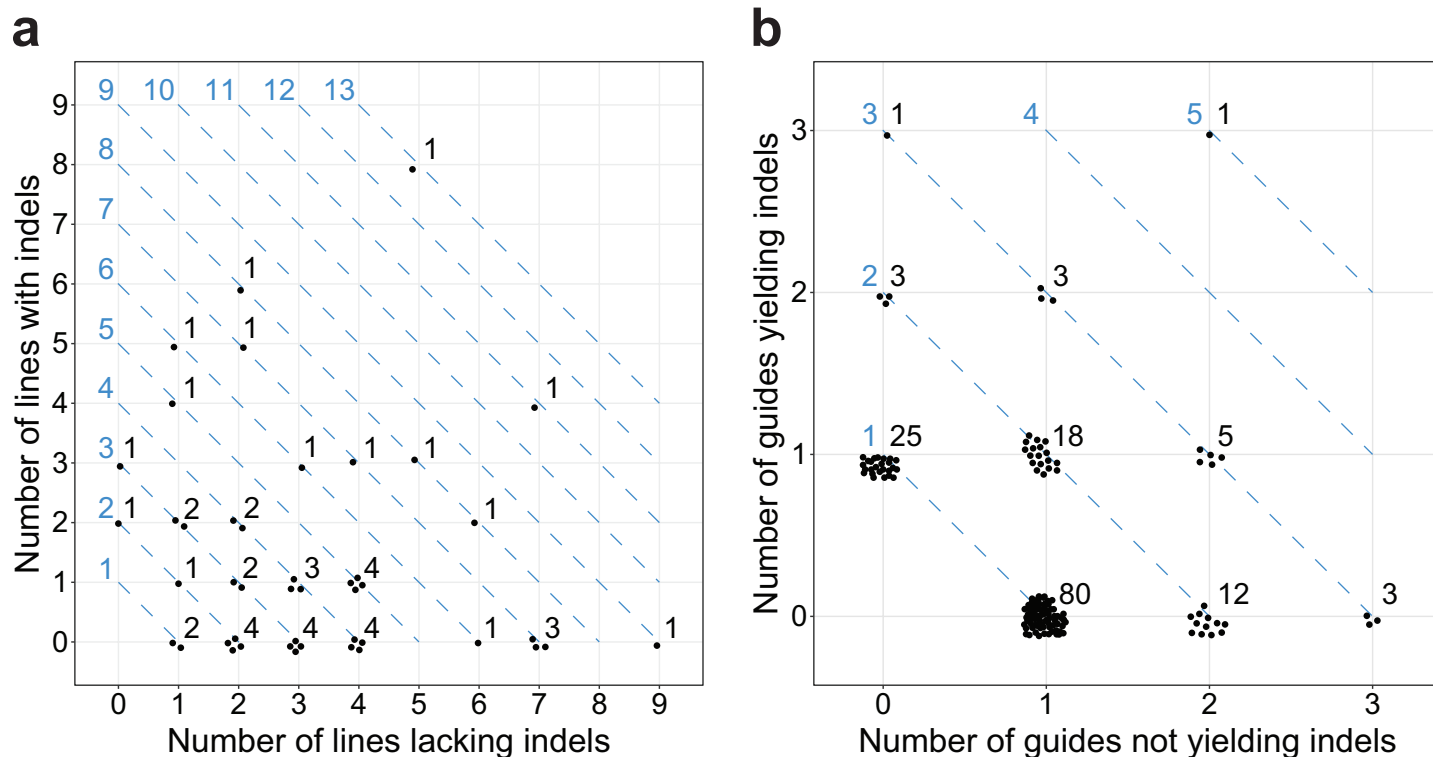 a
9 10 11 12 13
9
1
8
8
7
7
1
6
6
1 1
5
5
1 1
4
4
3 1 1 1 1
3
2 1 2 2 1
2
1 1 2 3 4
1
2 4 4 4 1 3 1
0
0 1 2 3 4 5 6 7 8 9
Number of lines lacking indels
Number of lines with indels
b
3 1 4 5 1
3
2 3 3
2
1 25 18 5
1
80 12 3
0
0 1 2 3
Number of guides not yielding indels
Number of guides yielding indels